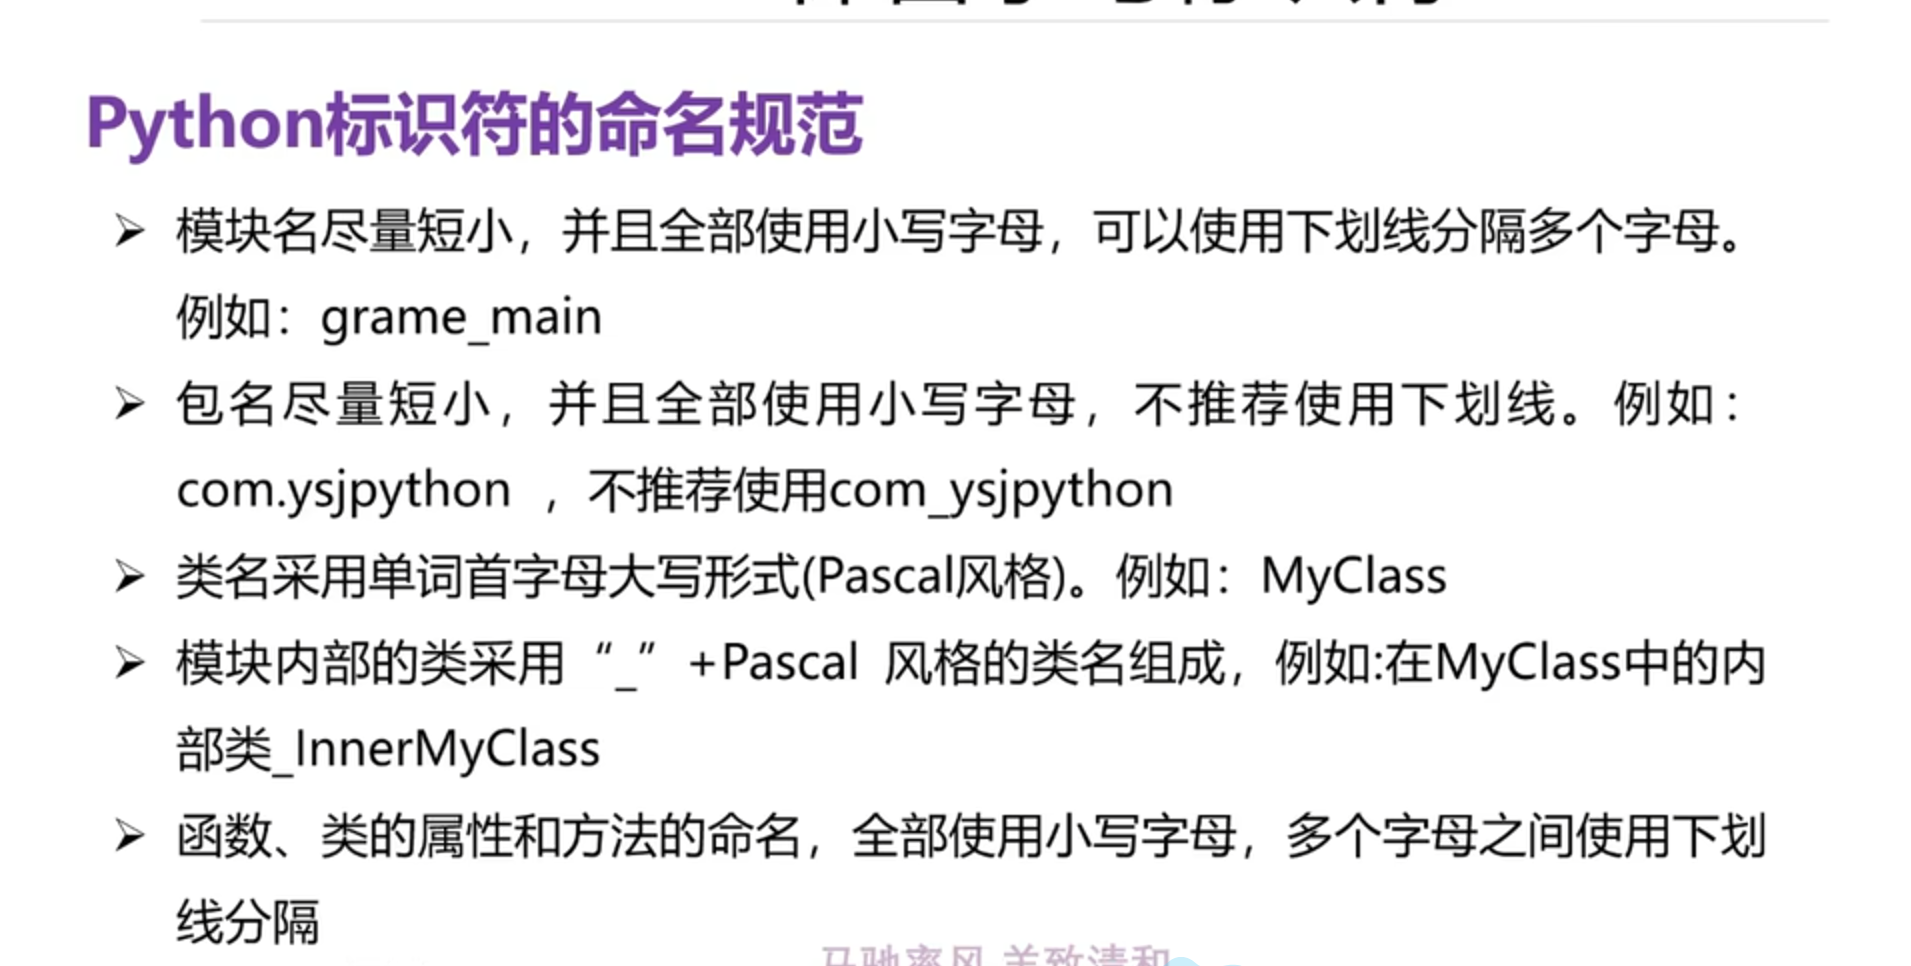 Python标识符的命名规范
➢ 模块名尽量短小，并且全部使用小写字母，可以使用下划线分隔多个字母。
例如：grame_main
➢ 包名尽量短小，并且全部使用小写字母，不推荐使用下划线。例如：
com.ysjpython ，不推荐使用com_ysjpython
➢ 类名采用单词首字母大写形式(Pascal风格)。例如：MyClass
➢ 模块内部的类采用“_”+Pascal 风格的类名组成，例如:在MyClass中的内
部类_InnerMyClass
➢ 函数、类的属性和方法的命名，全部使用小写字母，多个字母之间使用下划
线分隔